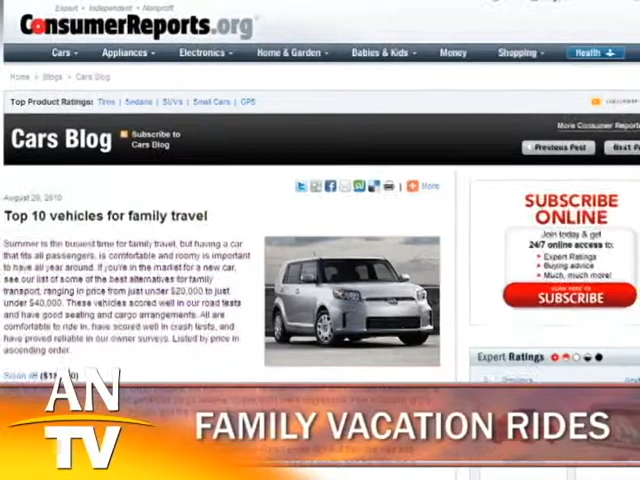 Expert • Independent • Nonprofit
ConsumerReports.org
Cars Appliances Electronics Home & Garden Babies & Kids Money Shopping Health
Home > Blogs > Cars Blog
Top Product Ratings: Tires | Sedans | SUVs | Small Cars | GPS
More Consumer Reports
Cars Blog Subscribe to
Cars Blog
Previous Post Next P
August 20, 2010
More
Top 10 vehicles for family travel
Summer is the busiest time for family travel, but having a car
that fits all passengers, is comfortable and roomy is important
to have all year around. If you're in the market for a new car,
see our list of some of the best alternatives for family
transport, ranging in price from just under $20,000 to just
under $40,000. These vehicles scored well in our road tests
and have good seating and cargo arrangements. All are
comfortable to ride in, have scored well in crash tests, and
have proved reliable in our owner surveys. Listed by price in
ascending order.
SUBSCRIBE
ONLINE
Join today & get
24/7 online access to:
Expert Ratings
Buying advice
Much, much more!
CLICK HERE TO
SUBSCRIBE
Expert Ratings
AN
TV
FAMILY VACATION RIDES